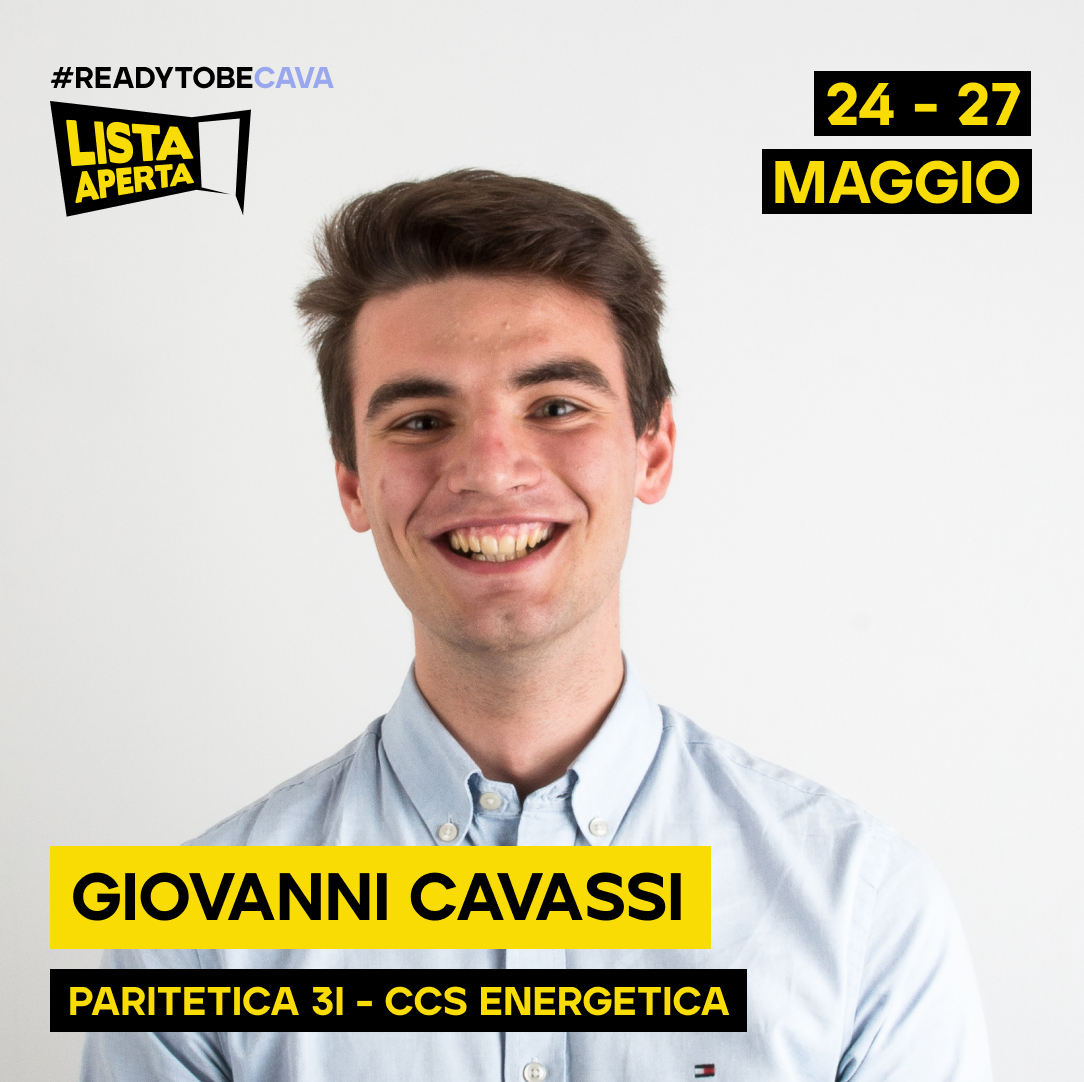 #READYTOBECAVA
LISTA
APERTA
24 - 27
MAGGIO
GIOVANNI CAVASSI
PARITETICA 3I - CCS ENERGETICA